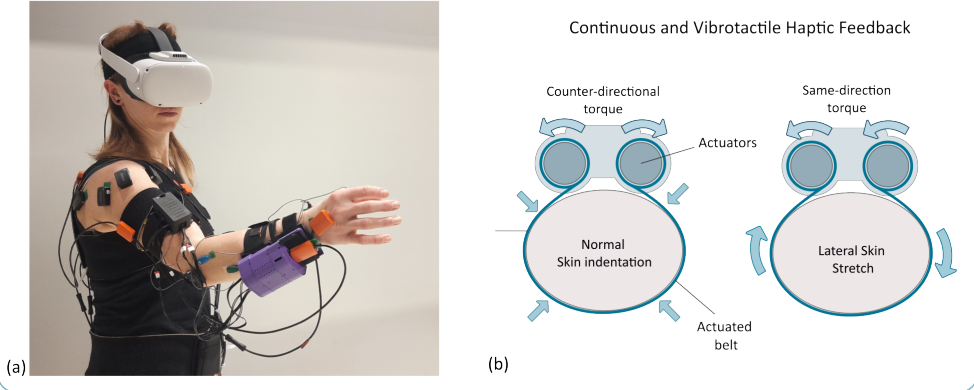 Continuous and Vibrotactile Haptic Feedback
Counter-directional
torque
Same-direction
torque
Actuators
Normal
Skin indentation
Lateral Skin
Stretch
Actuated
belt
(a)
(b)